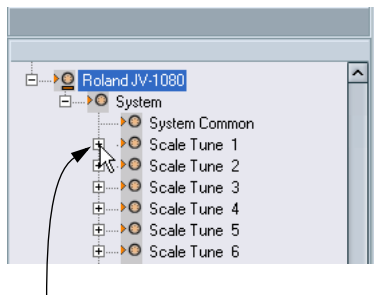 Roland JV-1080
System
System Common
Scale Tune 1
Scale Tune 2
Scale Tune 3
Scale Tune 4
Scale Tune 5
Scale Tune 6